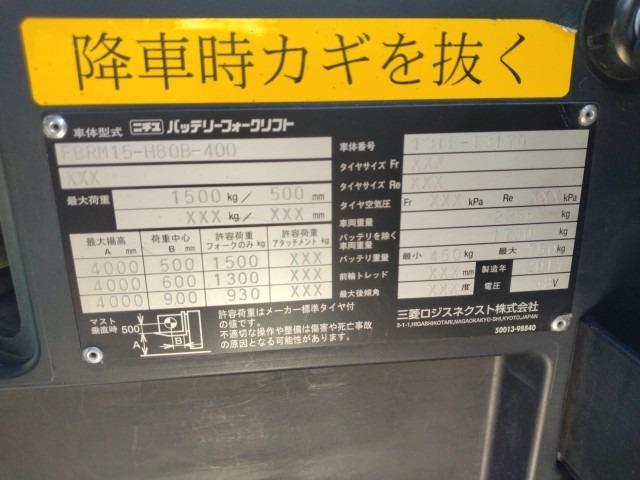 降車時カギを抜く
車体型式 ニチユ バッテリーフォークリフト
FBRM15-H80B-400
XXX
最大荷重 1500 kg／ 500 mm
XXX kg／ XXX mm
最大揚高 A mm 荷重中心 B mm 許容荷重 フォークのみ kg 許容荷重 アタッチメント kg
4000 500 1500 XXX
4000 600 1300 XXX
4000 900 930 XXX
マスト垂直時 500 A B
許容荷重はメーカー標準タイヤ付
の値です。
不適切な操作や整備は傷害や死亡事故
の原因となる可能性があります。
車体番号
タイヤサイズ Fr XXX
タイヤサイズ Re XXX
タイヤ空気圧 Fr XXX kPa Re kPa
車両重量 kg
バッテリを除く車両重量 kg
バッテリ重量 最小 kg 最大 kg
前輪トレッド XXX mm 製造年
最大後傾角 XXX 度 電圧 V
三菱ロジスネクスト株式会社
2-1-1,HIGASHIKOTARI,NAGAOKAKYO-SHI,KYOTO,JAPAN
50013-98840